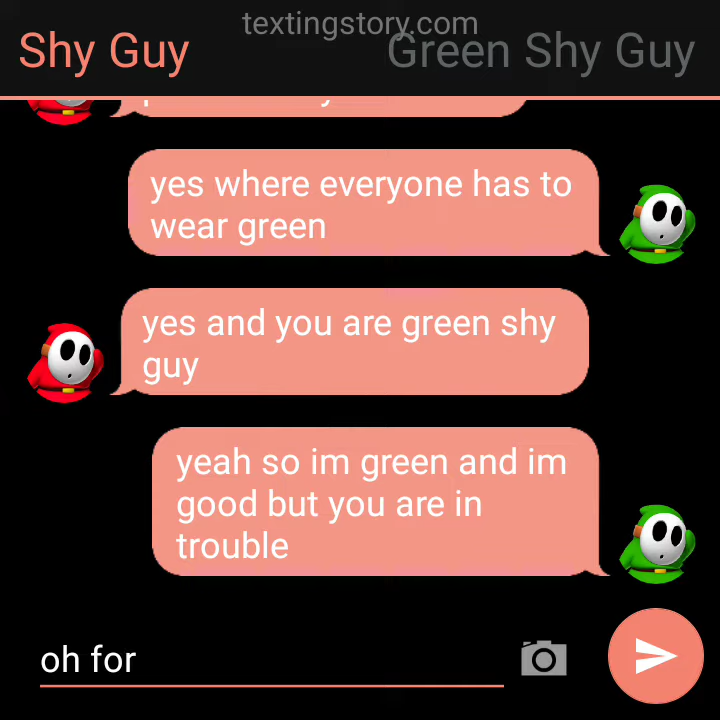 textingstory.com
Shy Guy
Green Shy Guy
yes where everyone has to
wear green
yes and you are green shy
guy
yeah so im green and im
good but you are in
trouble
oh for